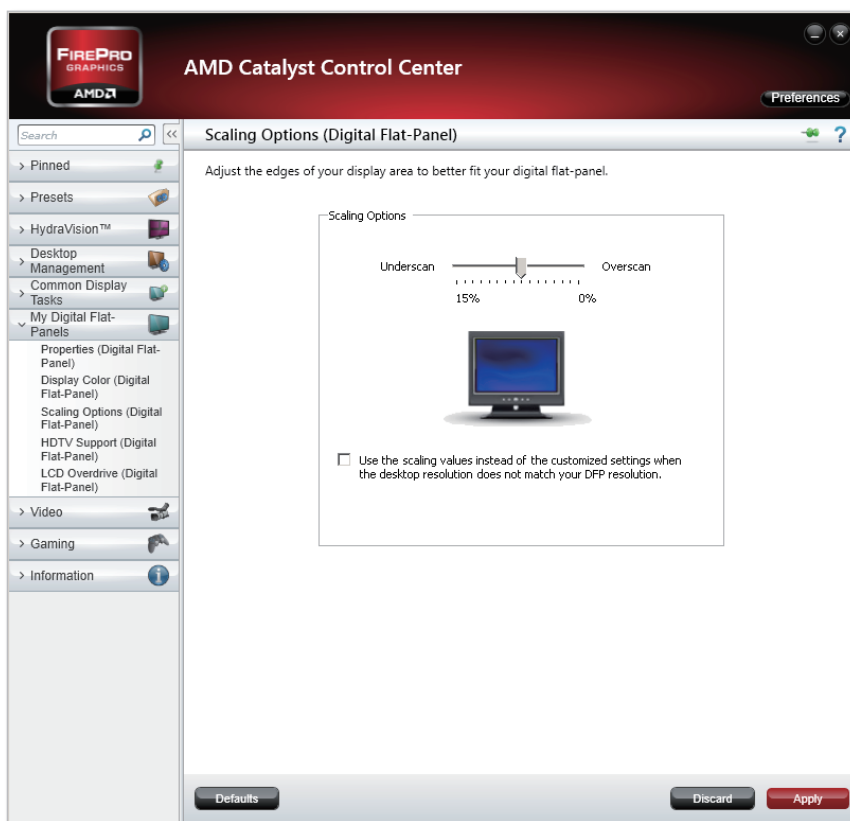 FIREPRO
GRAPHICS
AMD
AMD Catalyst Control Center
Preferences
Search
<<
Scaling Options (Digital Flat-Panel)
?
> Pinned
> Presets
> HydraVision™
> Desktop
Management
> Common Display
Tasks
My Digital Flat-
Panels
Properties (Digital Flat-
Panel)
Display Color (Digital
Flat-Panel)
Scaling Options (Digital
Flat-Panel)
HDTV Support (Digital
Flat-Panel)
LCD Overdrive (Digital
Flat-Panel)
> Video
> Gaming
> Information
Adjust the edges of your display area to better fit your digital flat-panel.
Scaling Options
Underscan Overscan
15% 0%
Use the scaling values instead of the customized settings when
the desktop resolution does not match your DFP resolution.
Defaults Discard Apply